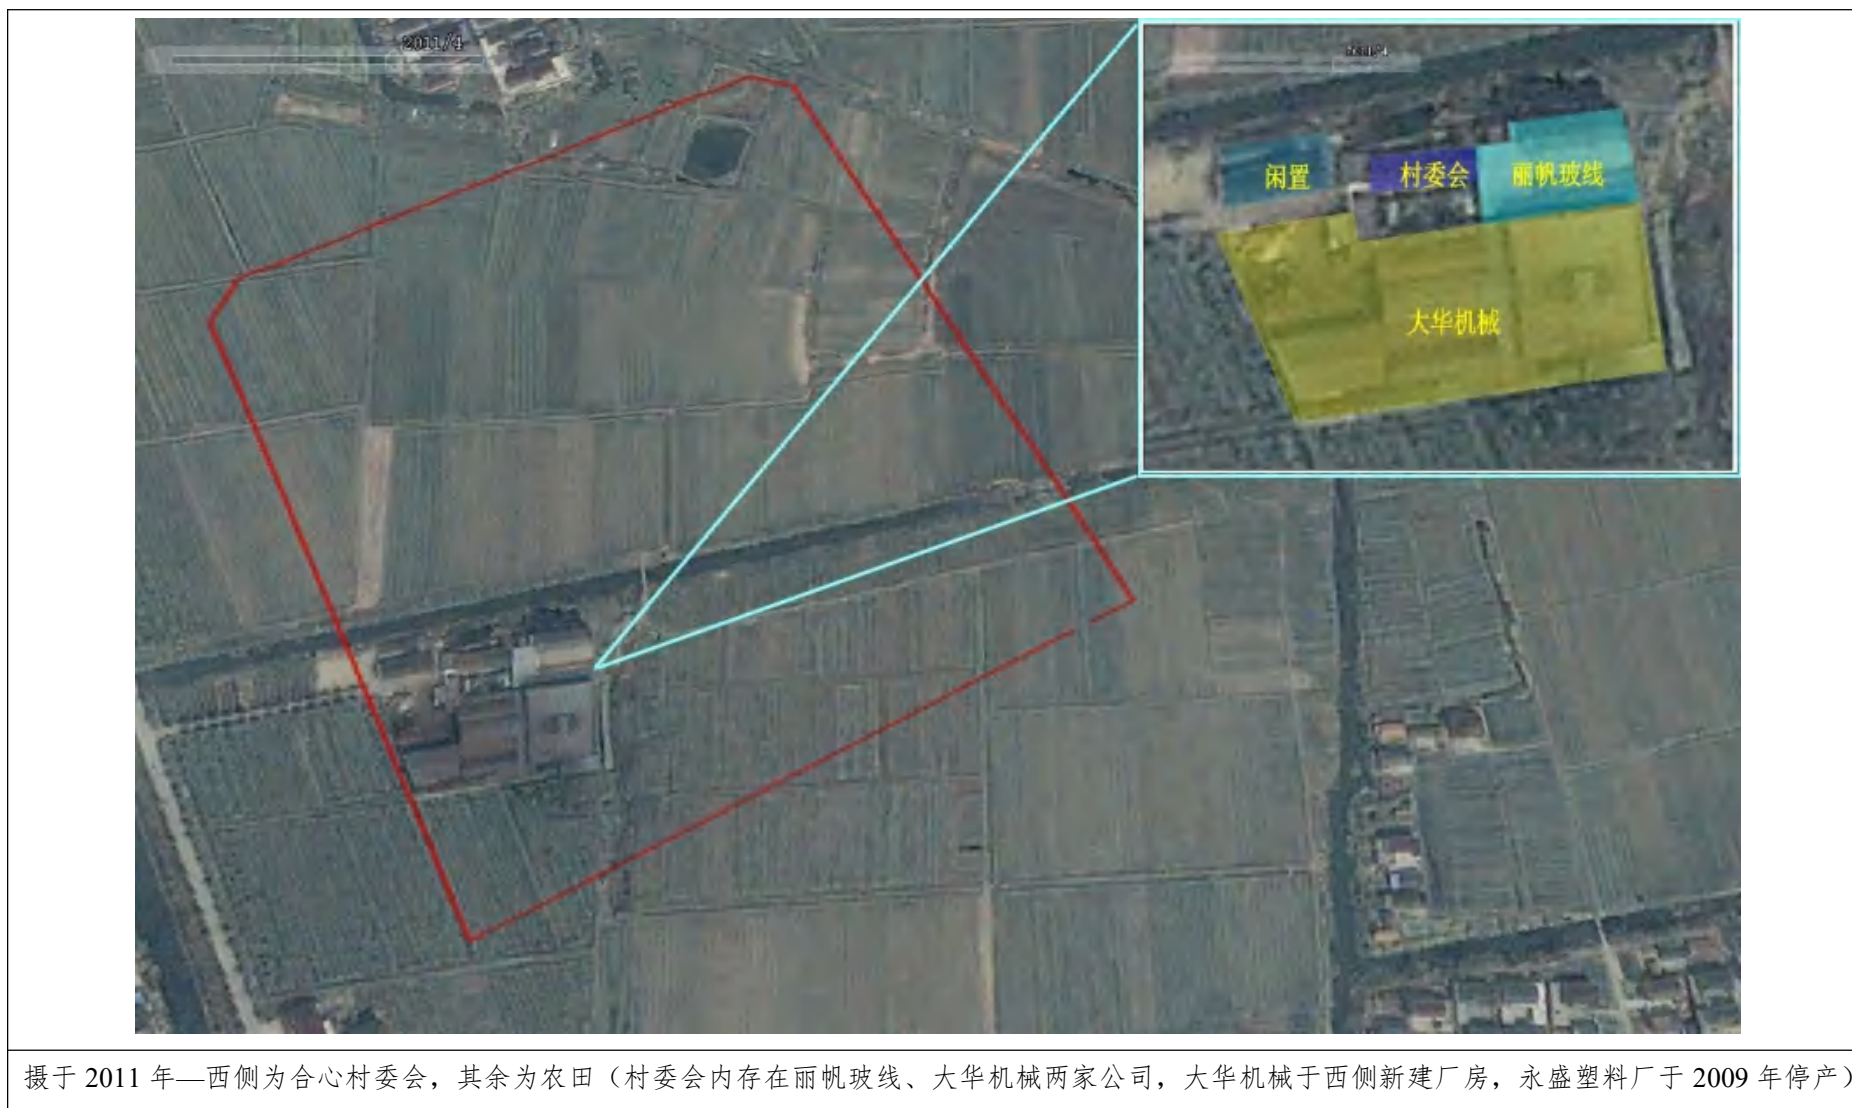 2011/4
闲置
村委会
丽帆玻线
大华机械
摄于 2011 年—西侧为合心村委会，其余为农田（村委会内存在丽帆玻线、大华机械两家公司，大华机械于西侧新建厂房，永盛塑料厂于 2009 年停产）